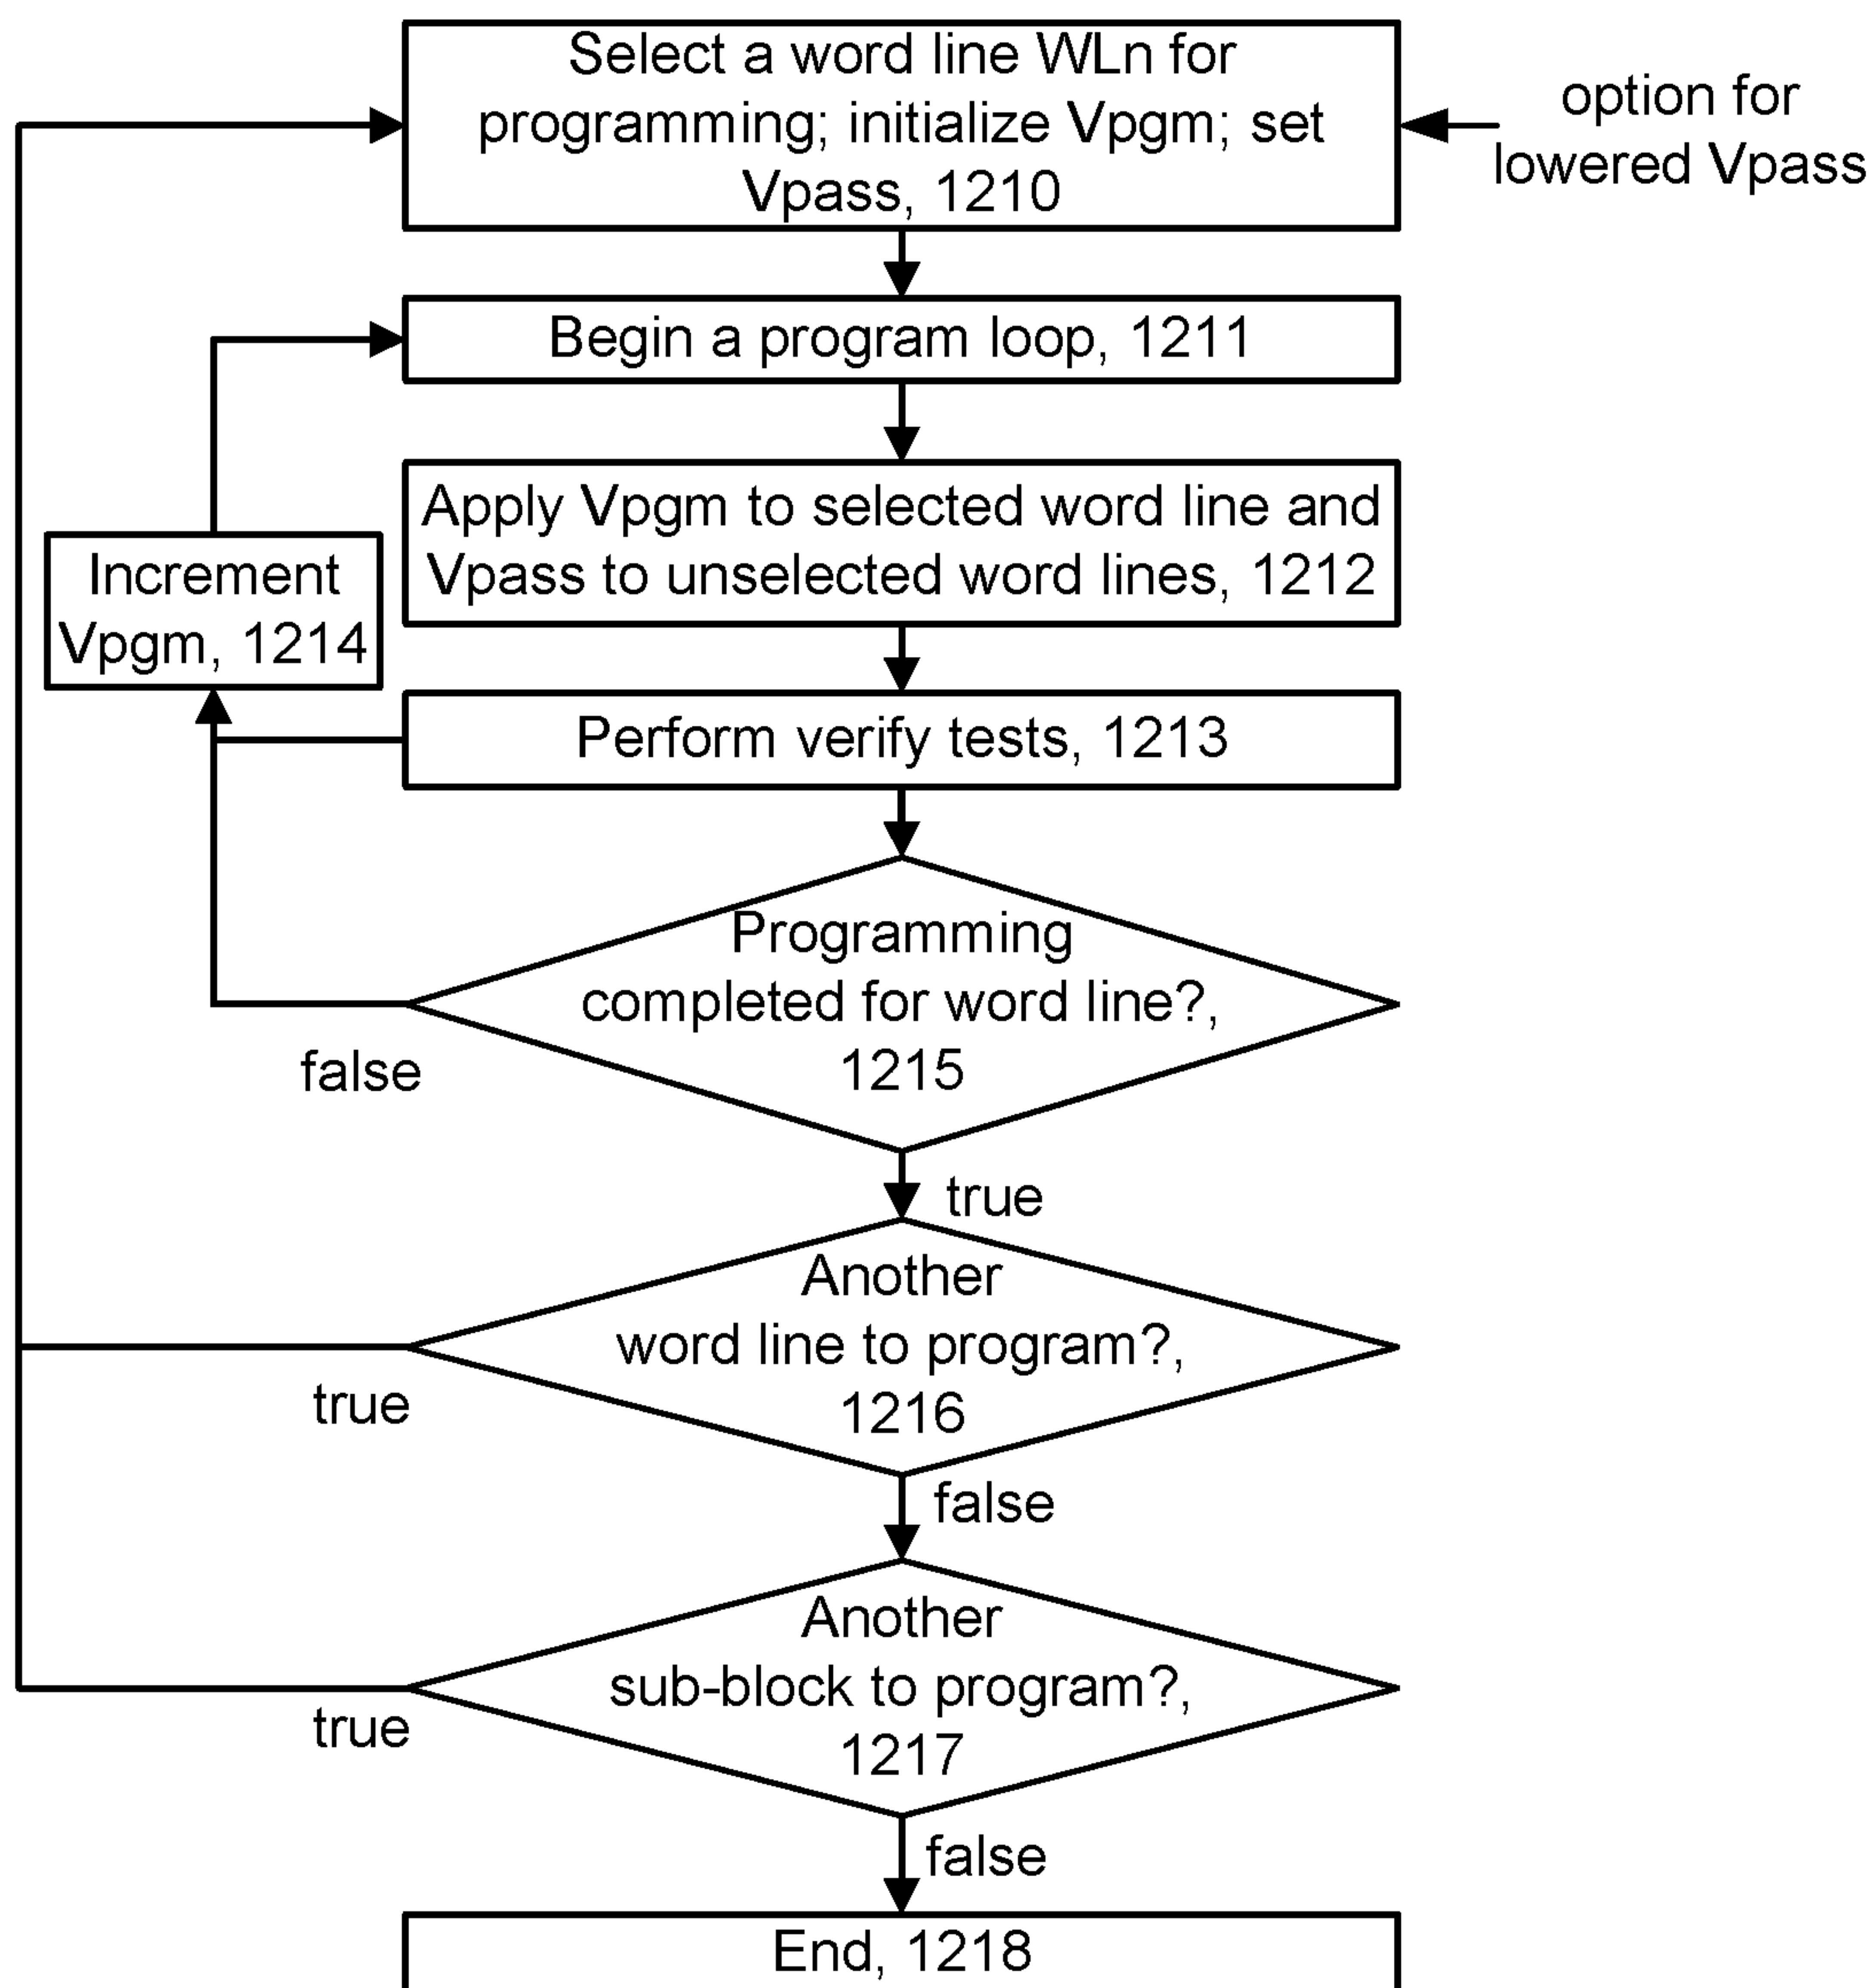 Select a word line WLn for
programming; initialize Vpgm; set
Vpass, 1210
option for
lowered Vpass
Begin a program loop, 1211
Apply Vpgm to selected word line and
Vpass to unselected word lines, 1212
Increment
Vpgm, 1214
Perform verify tests, 1213
Programming
completed for word line?,
1215
false
true
Another
word line to program?,
1216
true
false
Another
sub-block to program?,
1217
true
false
End, 1218